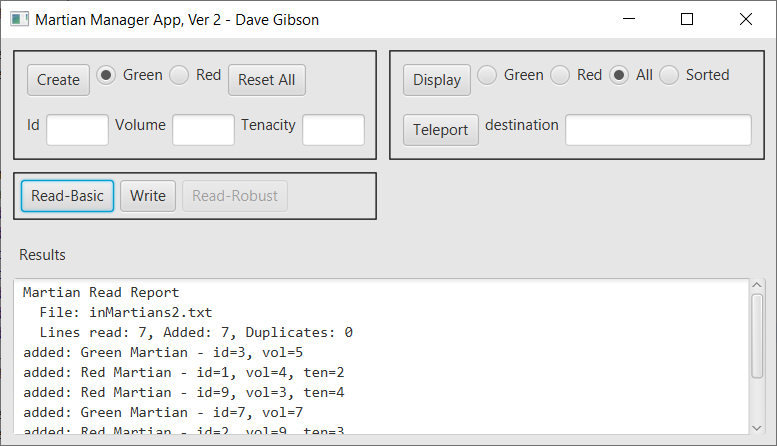 Martian Manager App, Ver 2 - Dave Gibson
Create Green Red Reset All
Id Volume Tenacity
Display Green Red All Sorted
Teleport destination
Read-Basic Write Read-Robust
Results
Martian Read Report
File: inMartians2.txt
Lines read: 7, Added: 7, Duplicates: 0
added: Green Martian - id=3, vol=5
added: Red Martian - id=1, vol=4, ten=2
added: Red Martian - id=9, vol=3, ten=4
added: Green Martian - id=7, vol=7
added: Red Martian - id=2, vol=9, ten=3